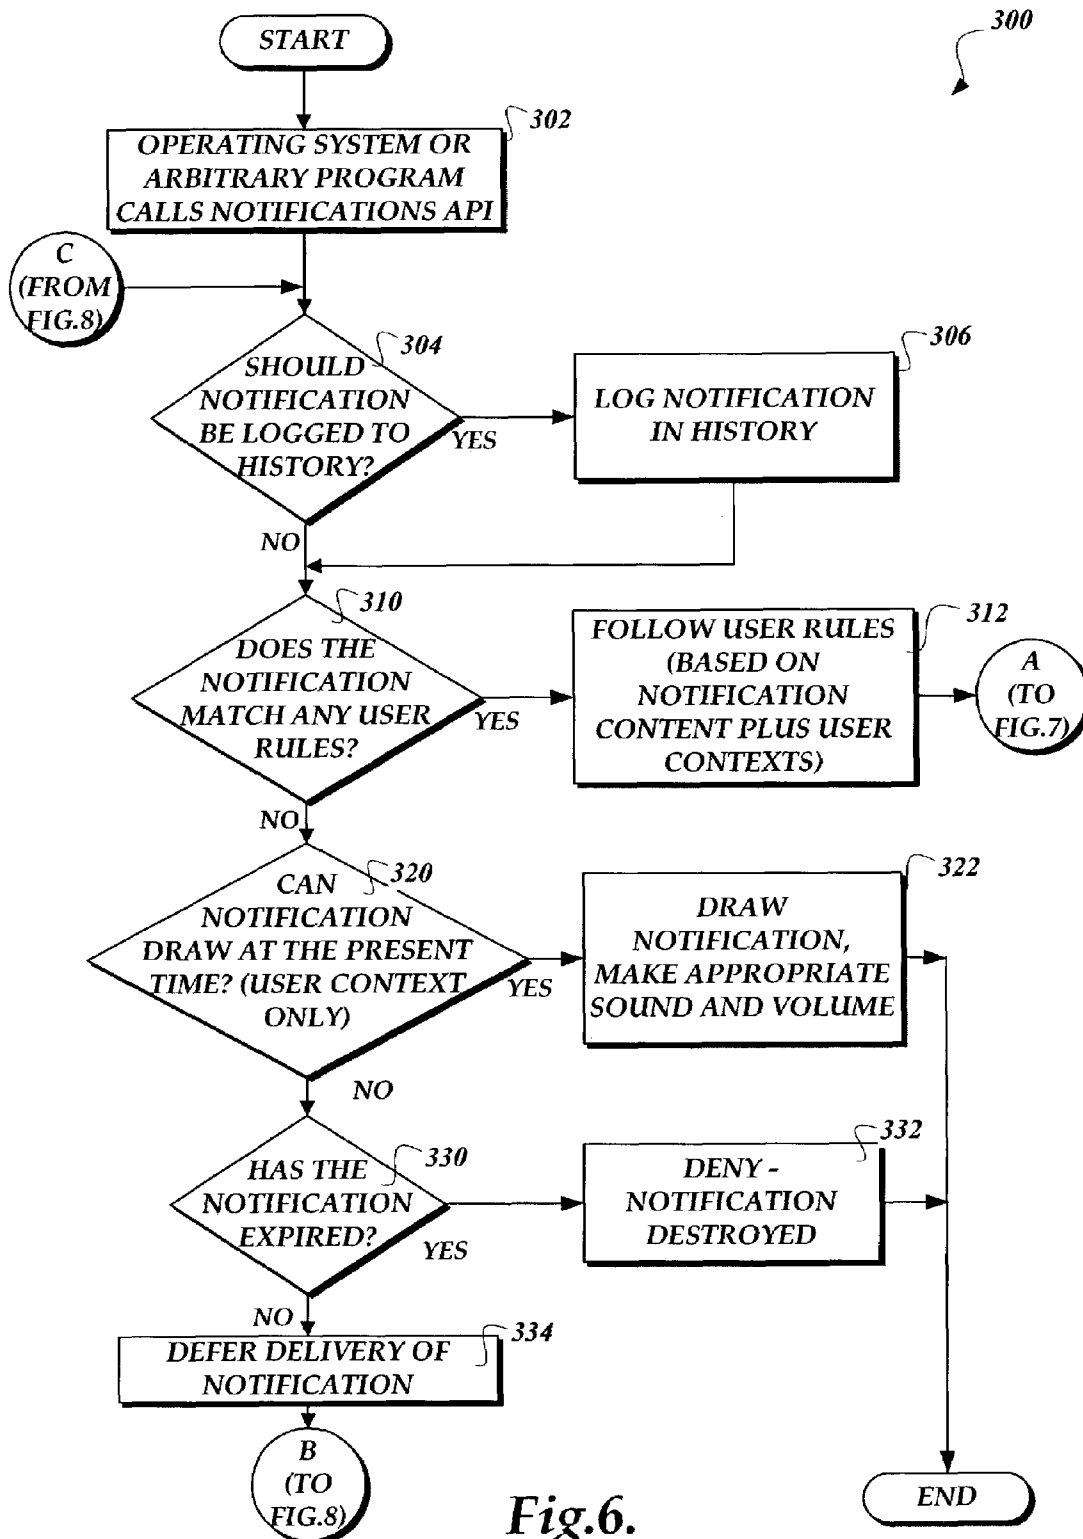 START
300
302
OPERATING SYSTEM OR
ARBITRARY PROGRAM
CALLS NOTIFICATIONS API
C
(FROM
FIG.8)
304
SHOULD
NOTIFICATION
BE LOGGED TO
HISTORY?
YES
306
LOG NOTIFICATION
IN HISTORY
NO
310
DOES THE
NOTIFICATION
MATCH ANY USER
RULES?
YES
312
FOLLOW USER RULES
(BASED ON
NOTIFICATION
CONTENT PLUS USER
CONTEXTS)
A
(TO
FIG.7)
NO
320
CAN
NOTIFICATION
DRAW AT THE PRESENT
TIME? (USER CONTEXT
ONLY)
YES
322
DRAW
NOTIFICATION,
MAKE APPROPRIATE
SOUND AND VOLUME
NO
330
HAS THE
NOTIFICATION
EXPIRED?
YES
332
DENY -
NOTIFICATION
DESTROYED
NO
334
DEFER DELIVERY OF
NOTIFICATION
B
(TO
FIG.8)
END
Fig.6.